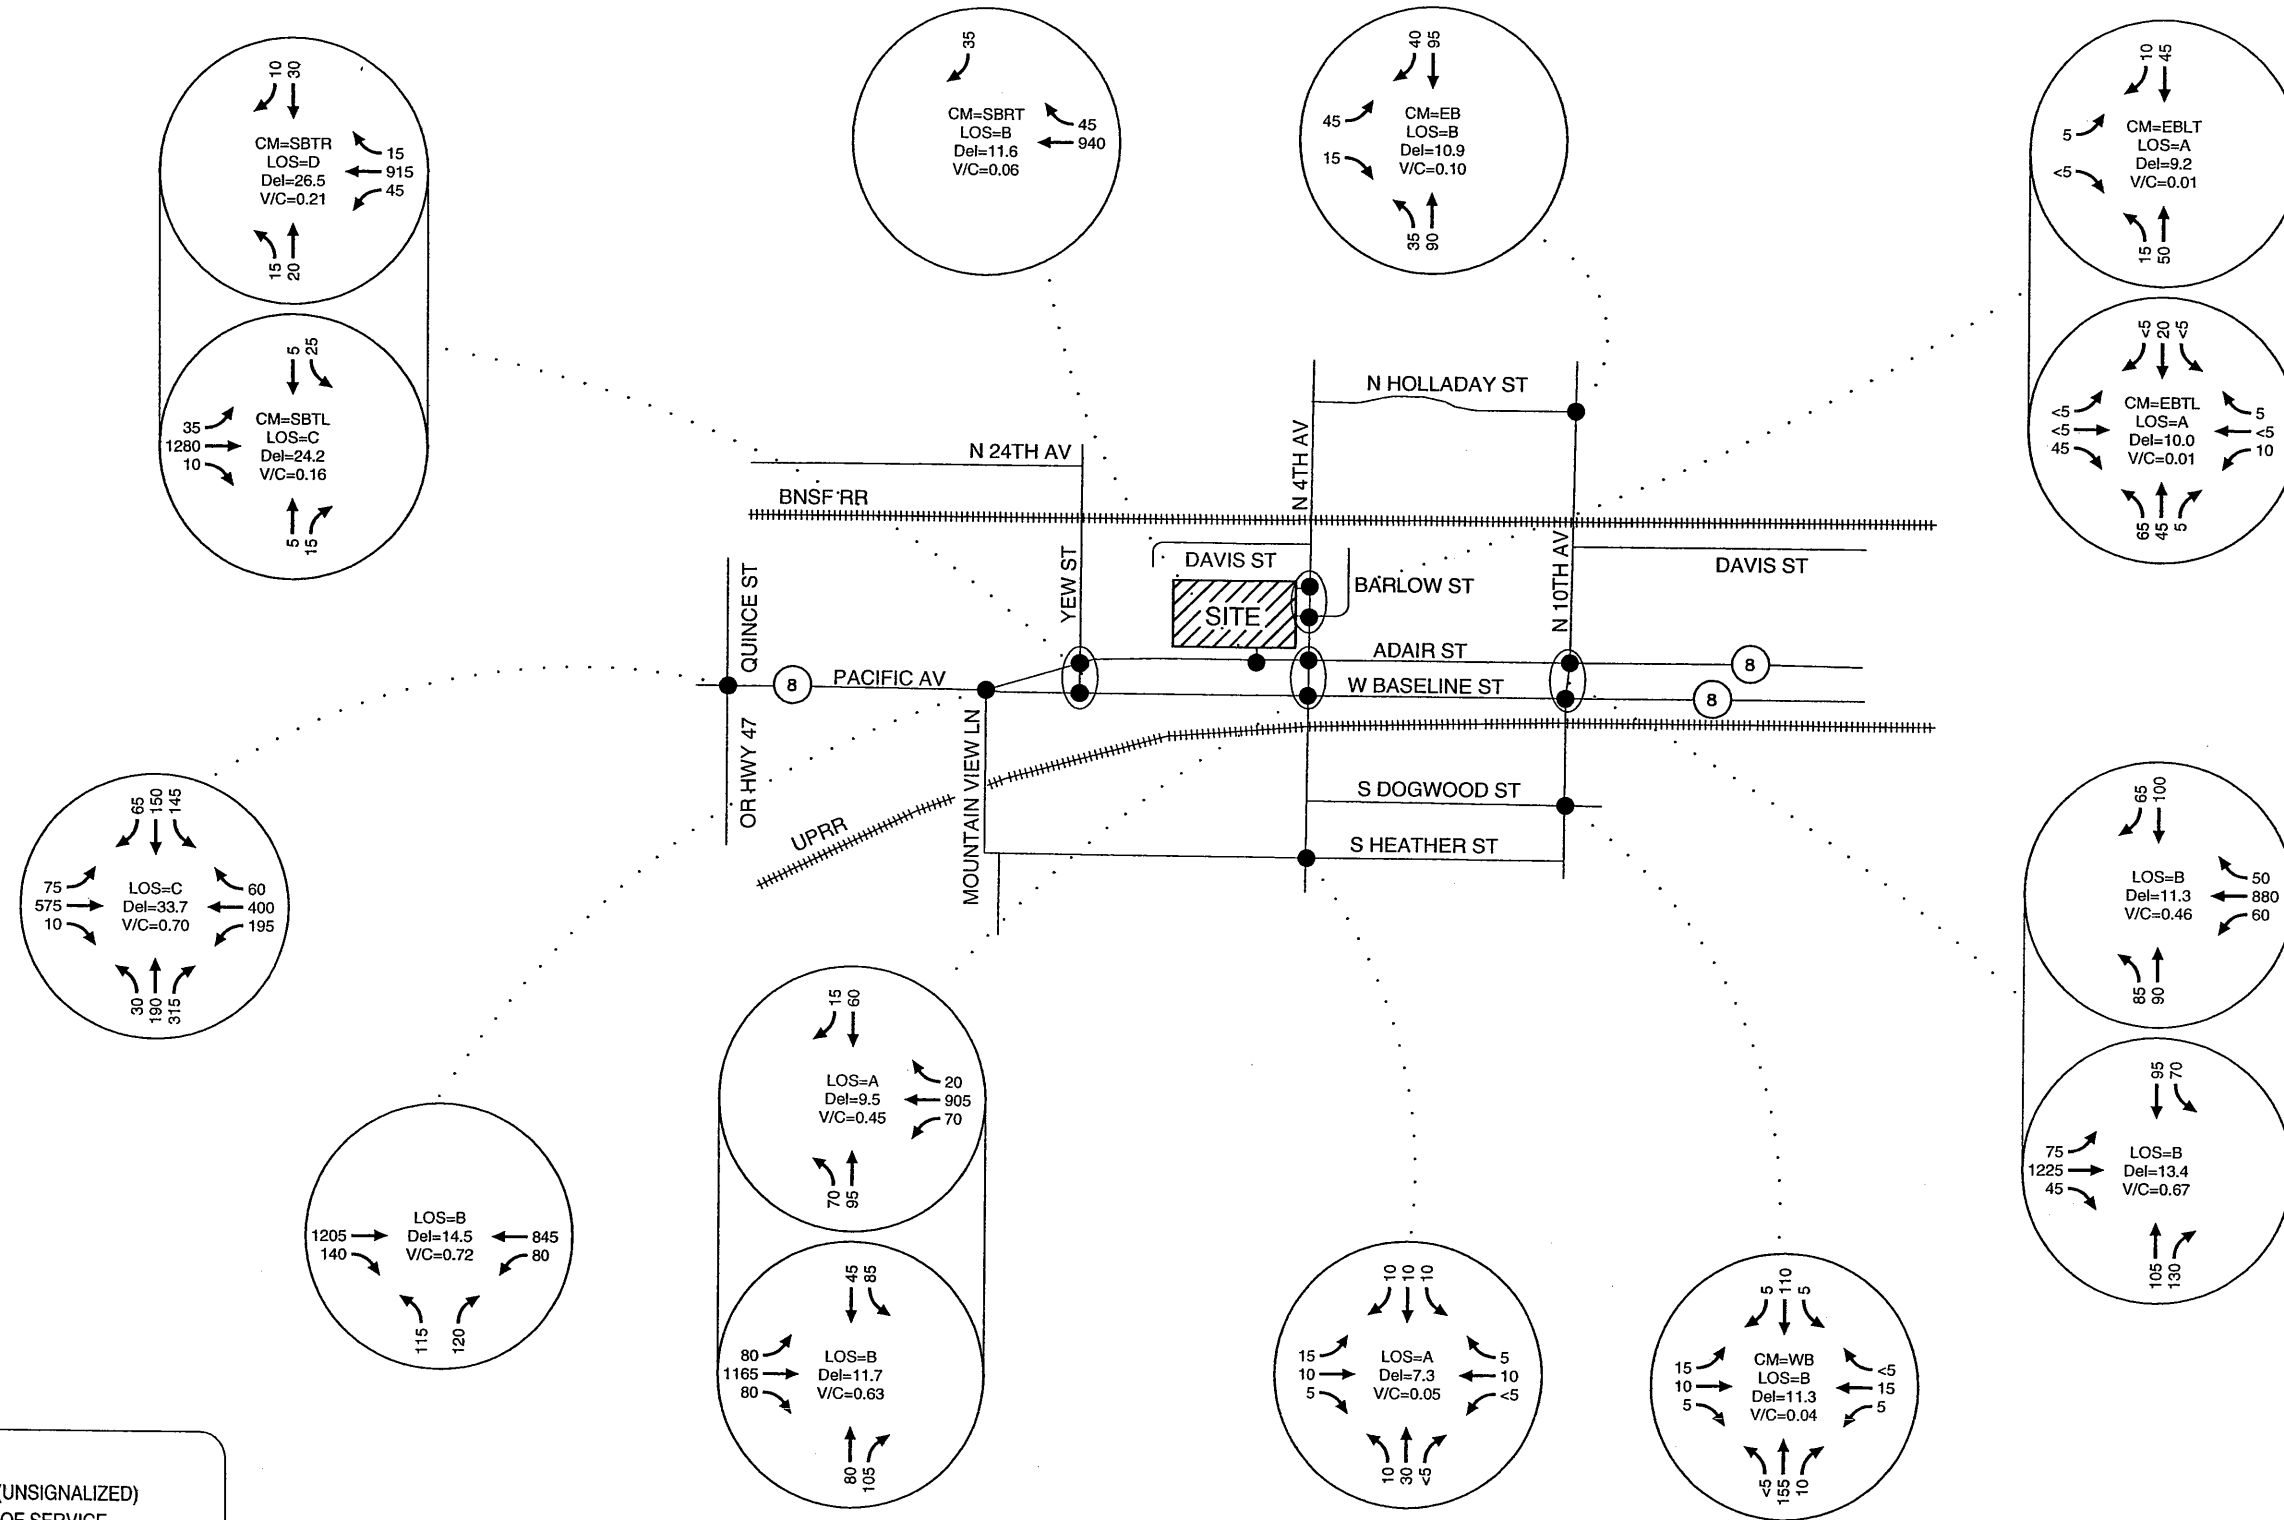 10
30
CM=SBTR
LOS=D
Del=26.5
V/C=0.21
15
915
45
15
20
5
25
35
1280
10
CM=SBTL
LOS=C
Del=24.2
V/C=0.16
5
15
35
CM=SBRT
LOS=B
Del=11.6
V/C=0.06
45
940
40
95
45
15
CM=EB
LOS=B
Del=10.9
V/C=0.10
35
90
10
45
5
<5
CM=EBLT
LOS=A
Del=9.2
V/C=0.01
15
50
<5
20
<5
<5
<5
45
CM=EBTL
LOS=A
Del=10.0
V/C=0.01
5
<5
10
65
45
5
N HOLLADAY ST
N 24TH AV
N 4TH AV
BNSF RR
DAVIS ST
DAVIS ST
QUINCE ST
YEW ST
BARLOW ST
N 10TH AV
SITE
ADAIR ST
8
8
PACIFIC AV
W BASELINE ST
8
OR HWY 47
MOUNTAIN VIEW LN
UPRR
S DOGWOOD ST
S HEATHER ST
65
150
145
75
575
10
LOS=C
Del=33.7
V/C=0.70
60
400
195
30
190
315
65
100
LOS=B
Del=11.3
V/C=0.46
50
880
60
85
90
95
70
75
1225
45
LOS=B
Del=13.4
V/C=0.67
105
130
1205
140
LOS=B
Del=14.5
V/C=0.72
845
80
115
120
15
60
LOS=A
Del=9.5
V/C=0.45
20
905
70
70
95
45
85
80
1165
80
LOS=B
Del=11.7
V/C=0.63
80
105
10
10
10
15
10
5
LOS=A
Del=7.3
V/C=0.05
5
10
<5
10
30
<5
5
110
5
15
10
5
CM=WB
LOS=B
Del=11.3
V/C=0.04
<5
15
5
<5
155
10
(UNSIGNALIZED)
OF SERVICE